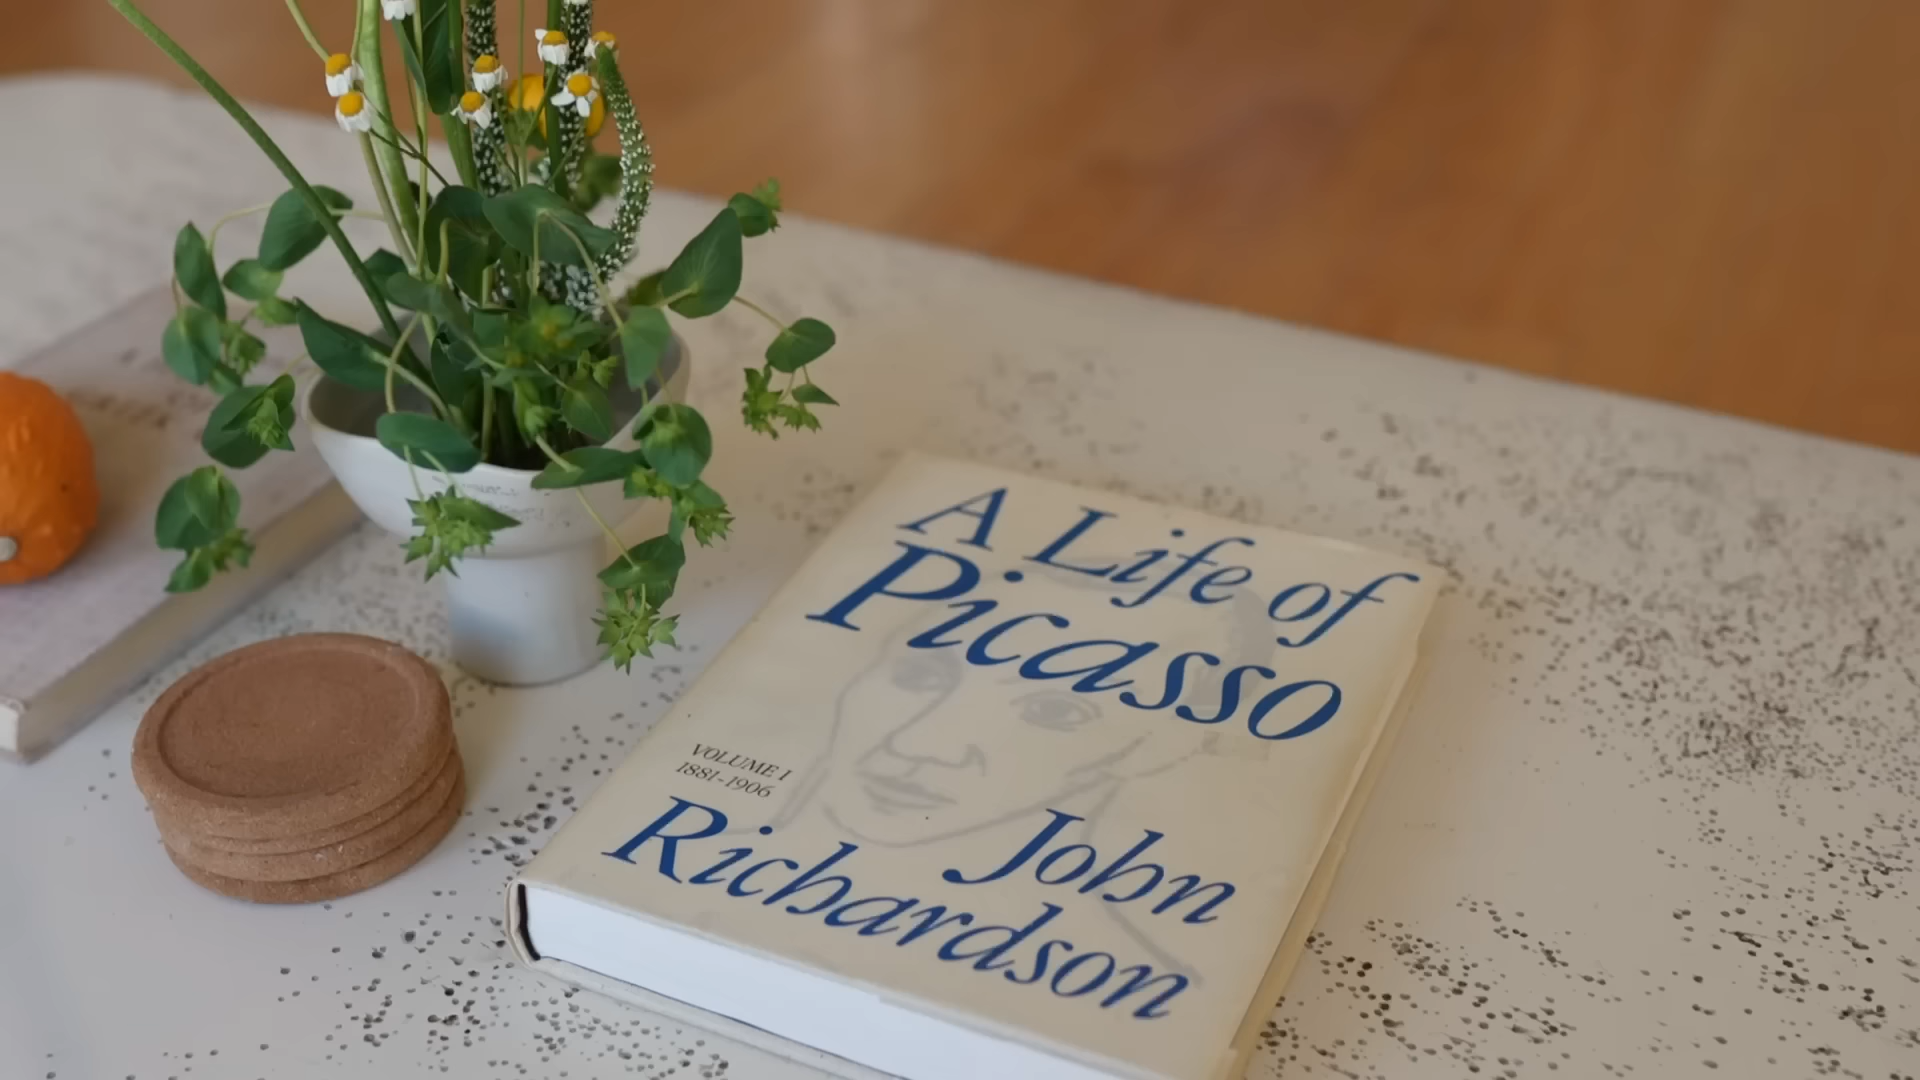 A Life of
Picasso
VOLUME I
1881-1906
John
Richardson